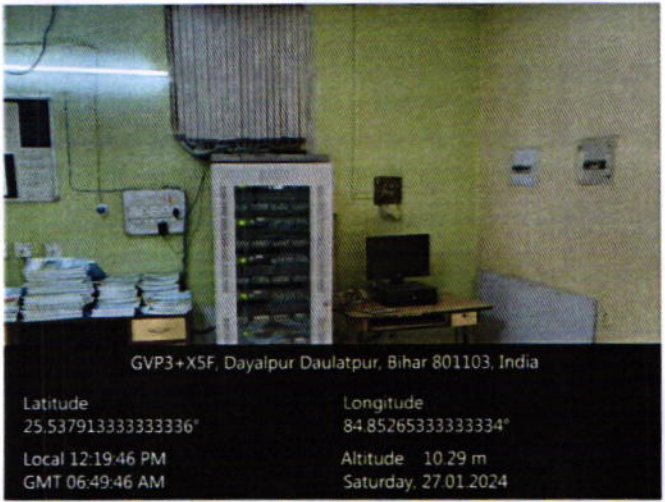 GVP3+X5F, Dayalpur Daulatpur, Bihar 801103, India
Latitude
25.537913333333336°
Longitude
84.85265333333334°
Local 12:19:46 PM
GMT 06:49:46 AM
Altitude 10.29 m
Saturday, 27.01.2024